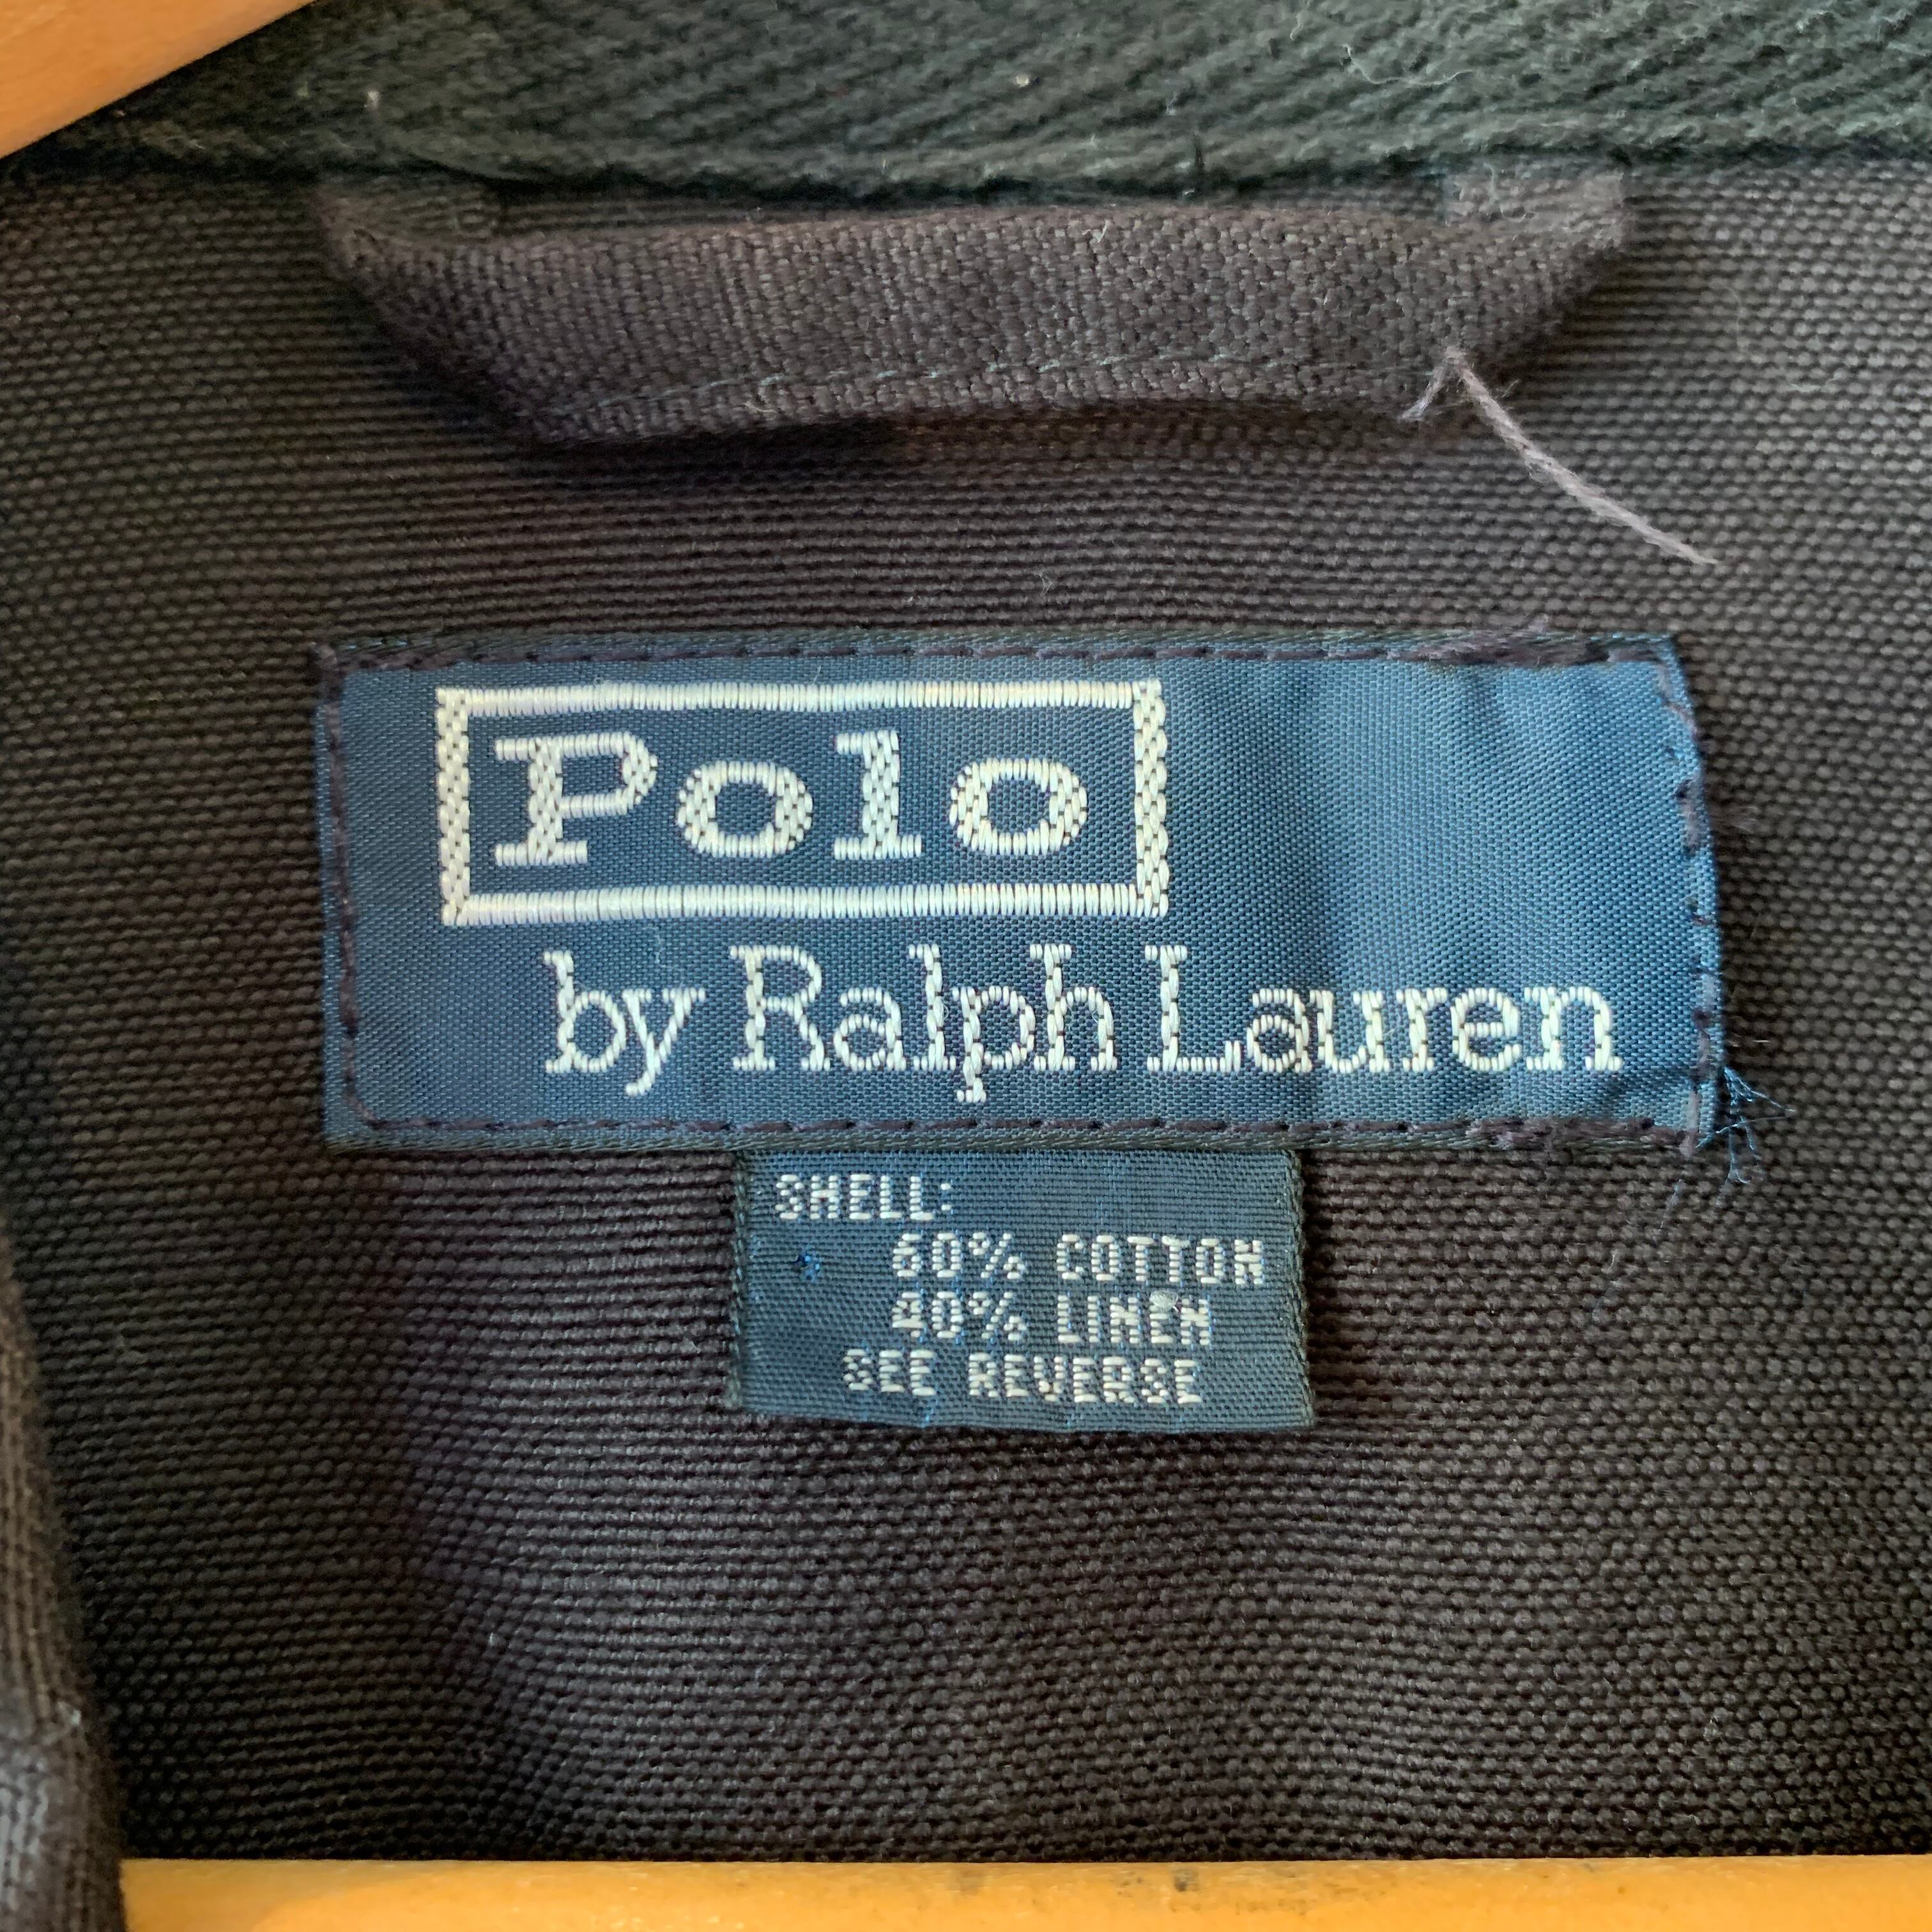 Polo
by Ralph Lauren
SHELL:
60% COTTON
40% LINEN
SEE REVERSE